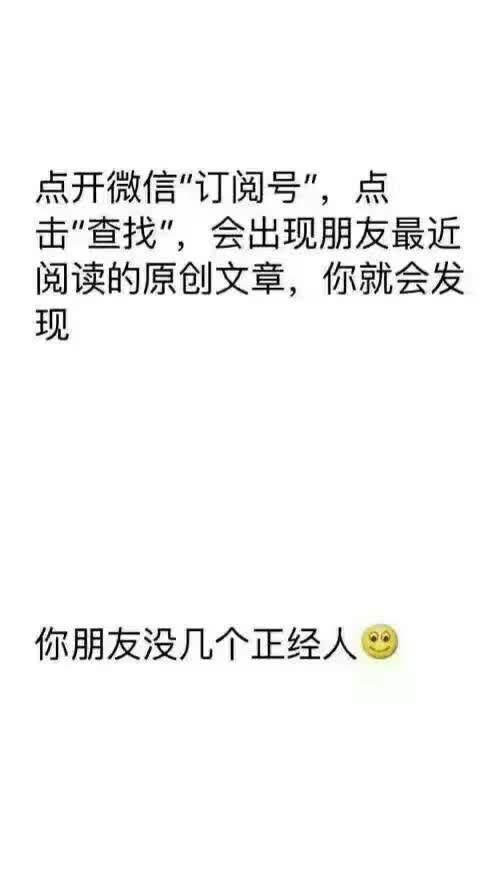 点开微信"订阅号"，点
击"查找"，会出现朋友最近
阅读的原创文章，你就会发
现
你朋友没几个正经人